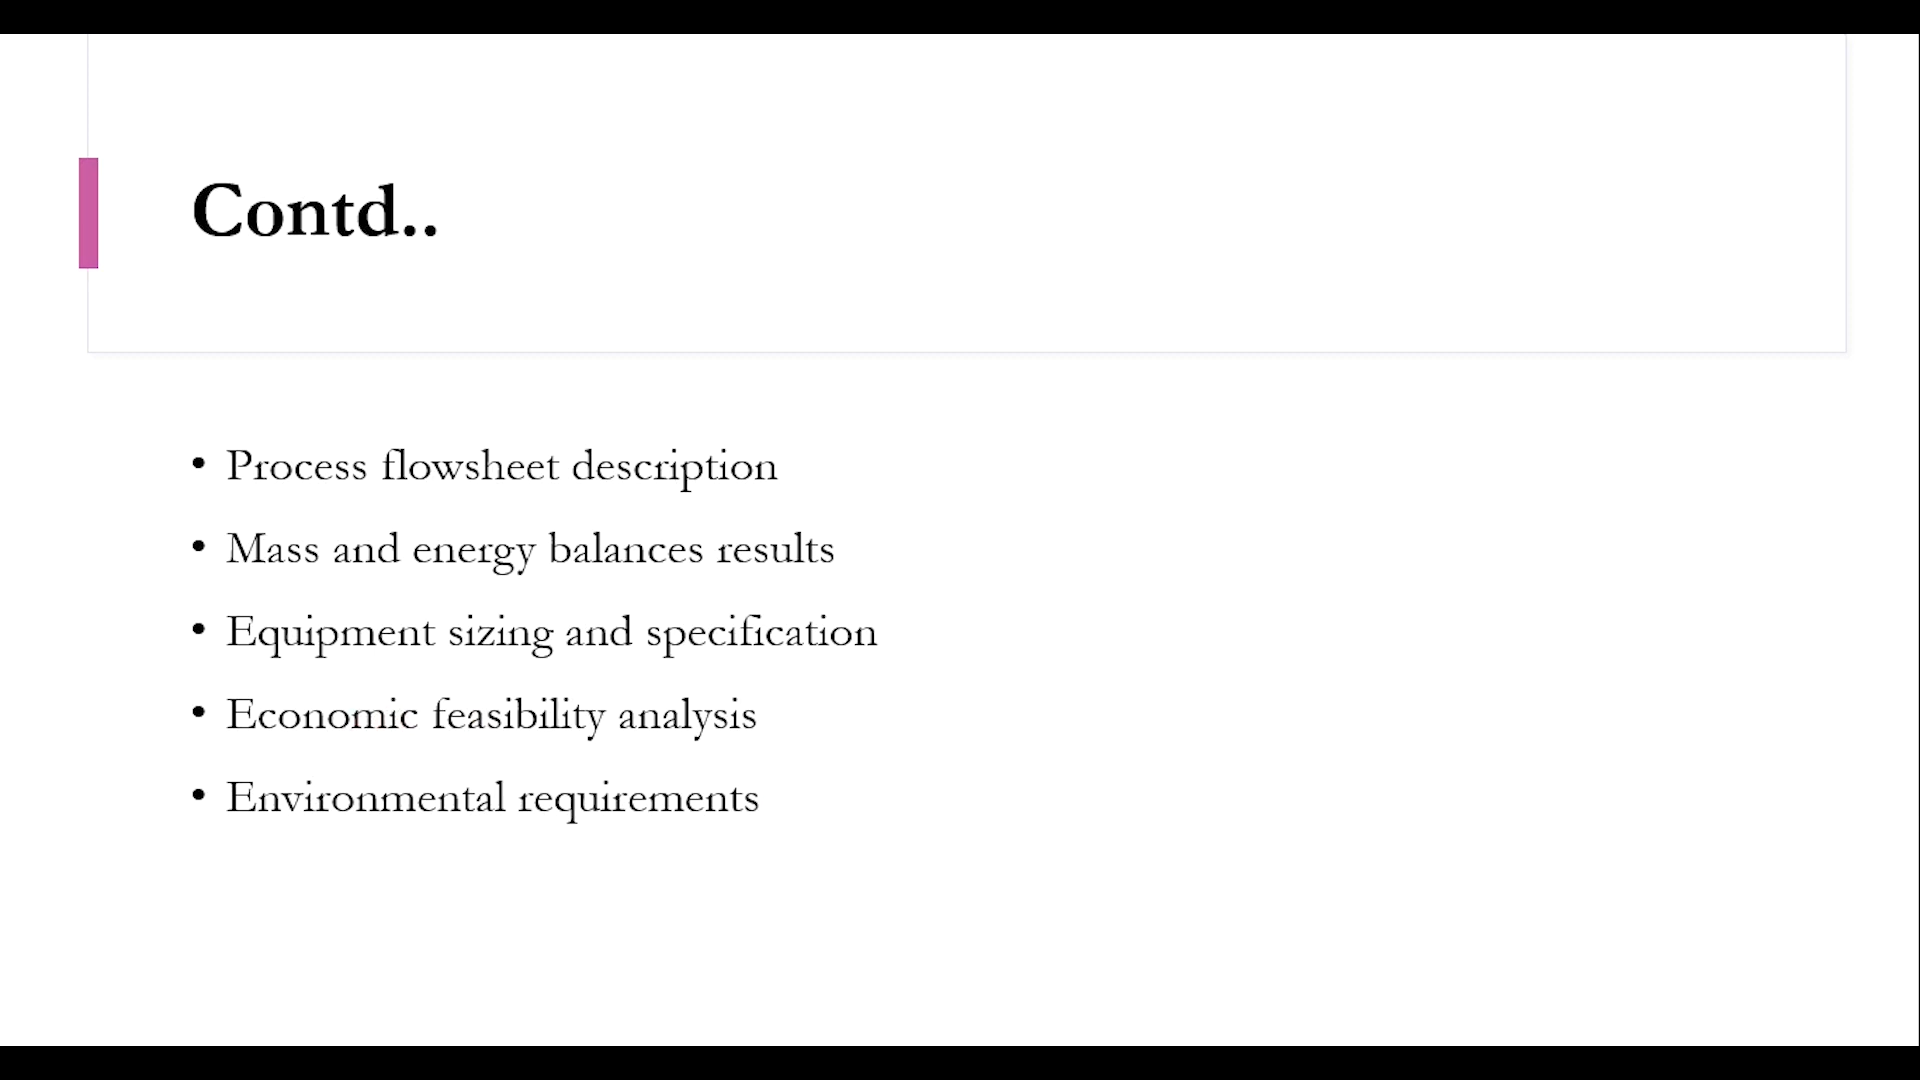 Contd..
• Process flowsheet description
• Mass and energy balances results
• Equipment sizing and specification
• Economic feasibility analysis
• Environmental requirements